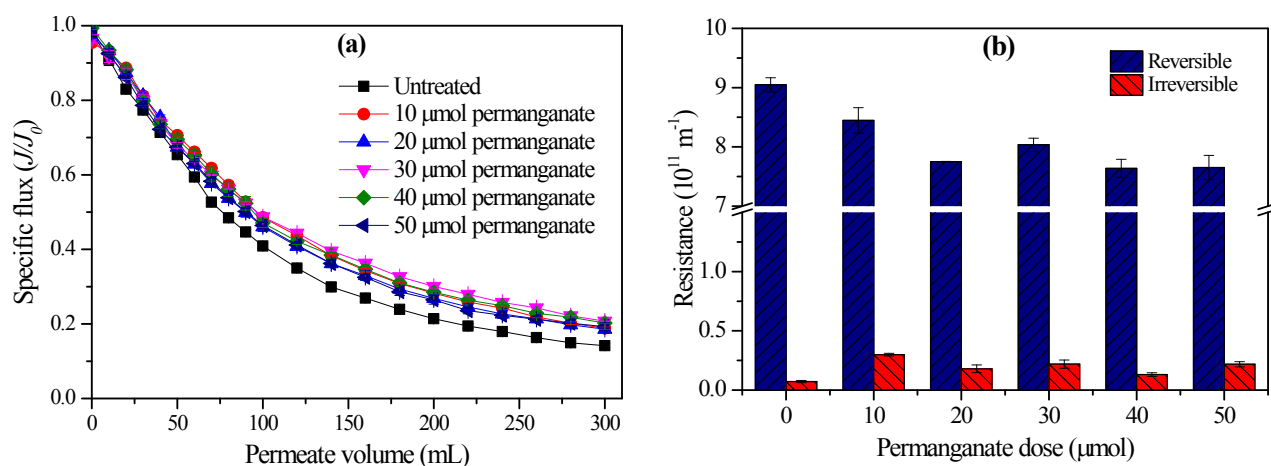 (a)
Untreated
10 μmol permanganate
20 μmol permanganate
30 μmol permanganate
40 μmol permanganate
50 μmol permanganate
Specific flux (J/J0)
1.0
0.8
0.6
0.4
0.2
0.0
0 50 100 150 200 250 300
Permeate volume (mL)
(b)
Reversible
Irreversible
Resistance (10^11 m^-1)
10
9
8
7
1.0
0.5
0.0
0 10 20 30 40 50
Permanganate dose (μmol)